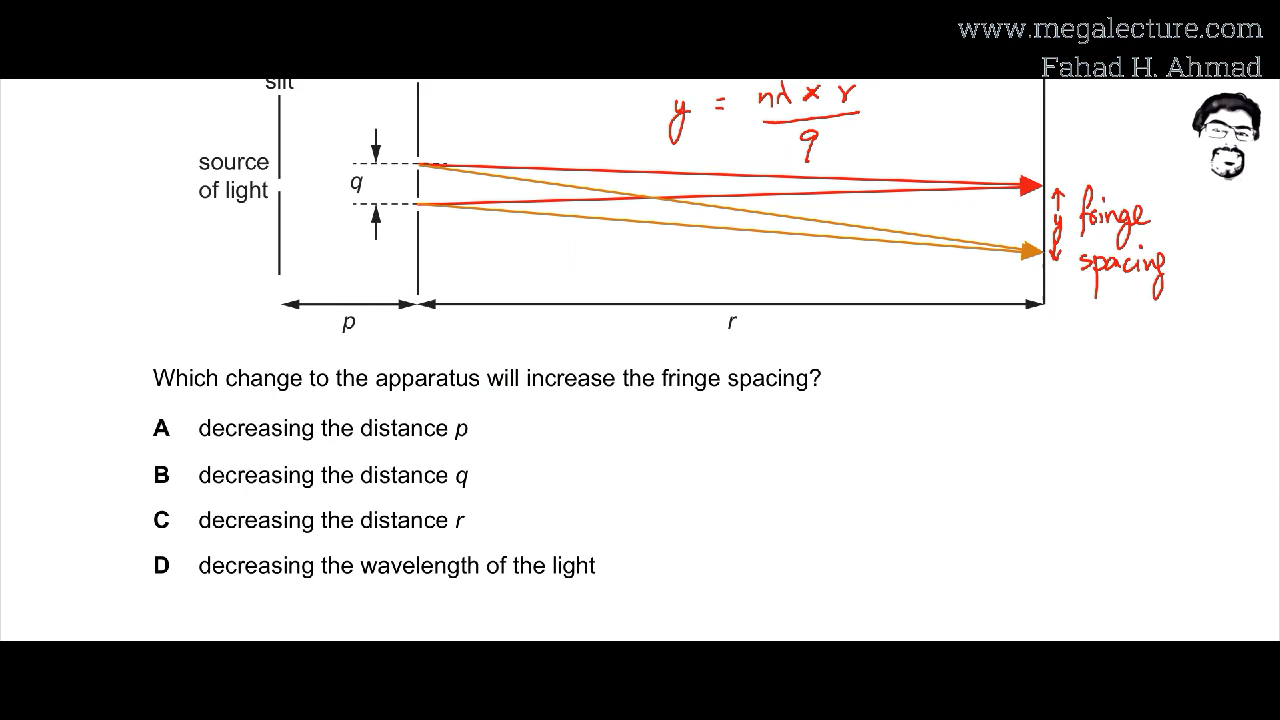 www.megalecture.com
Fahad H. Ahmad
slit
y = nλ × r
q
source
of light
q
y
fringe
spacing
p
r
Which change to the apparatus will increase the fringe spacing?
A decreasing the distance p
B decreasing the distance q
C decreasing the distance r
D decreasing the wavelength of the light